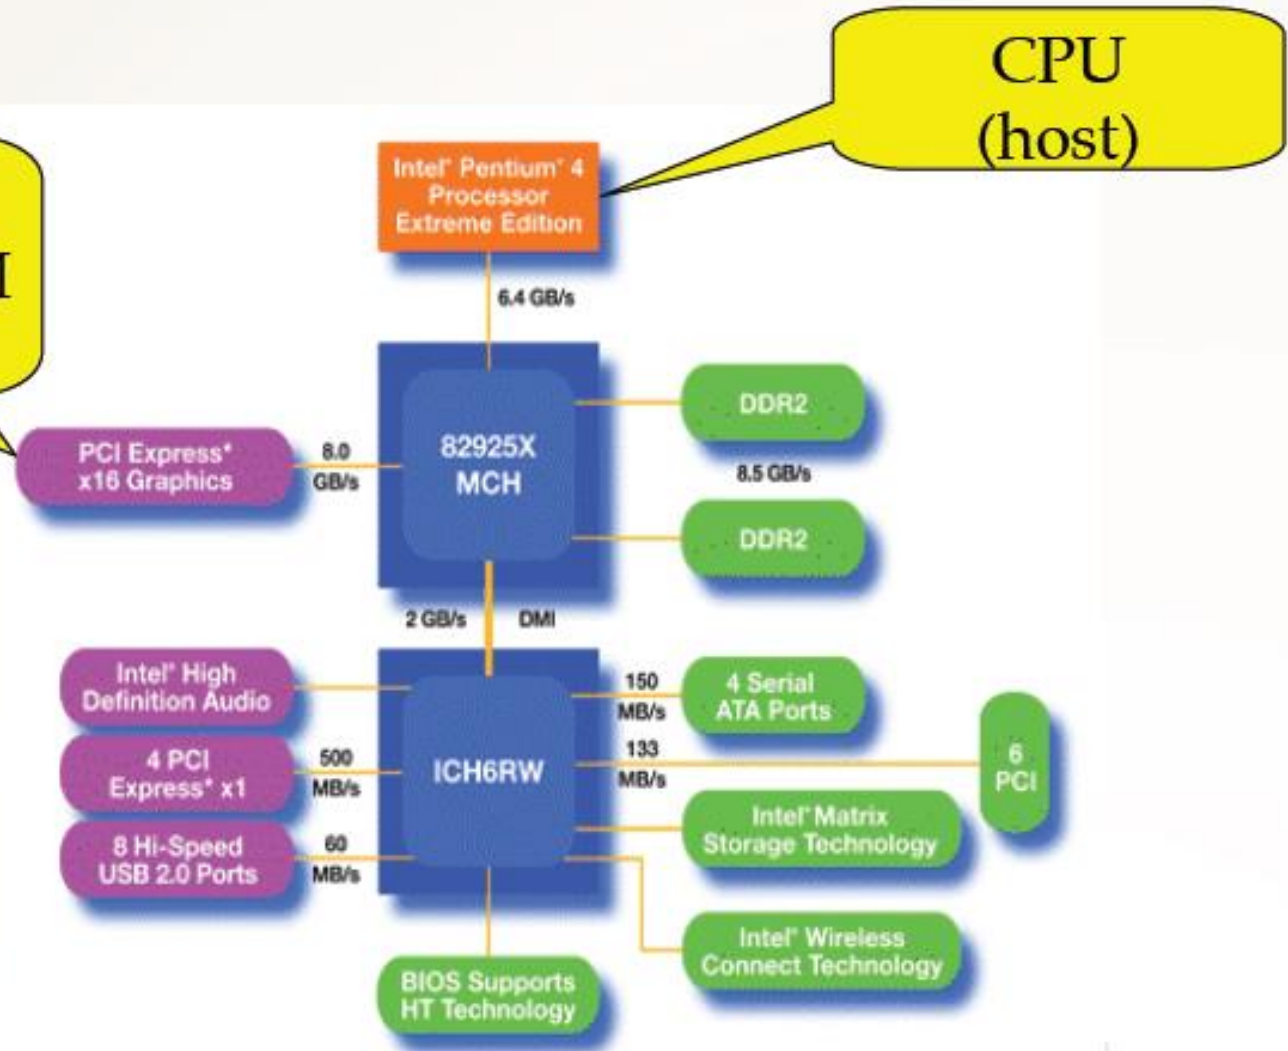 CPU
(host)
Intel® Pentium® 4
Processor
Extreme Edition
6.4 GB/s
DDR2
PCI Express*
x16 Graphics
8.0
GB/s
82925X
MCH
8.5 GB/s
DDR2
2 GB/s
DMI
Intel® High
Definition Audio
150
MB/s
4 Serial
ATA Ports
4 PCI
Express* x1
500
MB/s
ICH6RW
133
MB/s
6
PCI
8 Hi-Speed
USB 2.0 Ports
60
MB/s
Intel® Matrix
Storage Technology
Intel® Wireless
Connect Technology
BIOS Supports
HT Technology